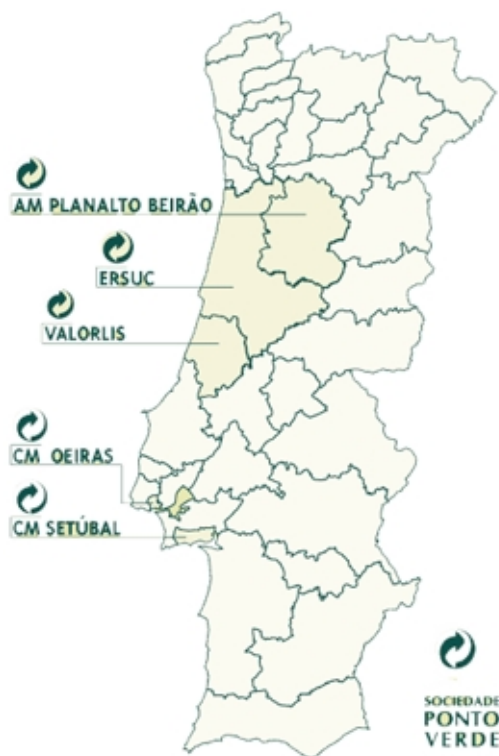 AM PLANALTO BEIRÃO
ERSUC
VALORLIS
CM OEIRAS
CM SETÚBAL
SOCIEDADE
PONTO
VERDE